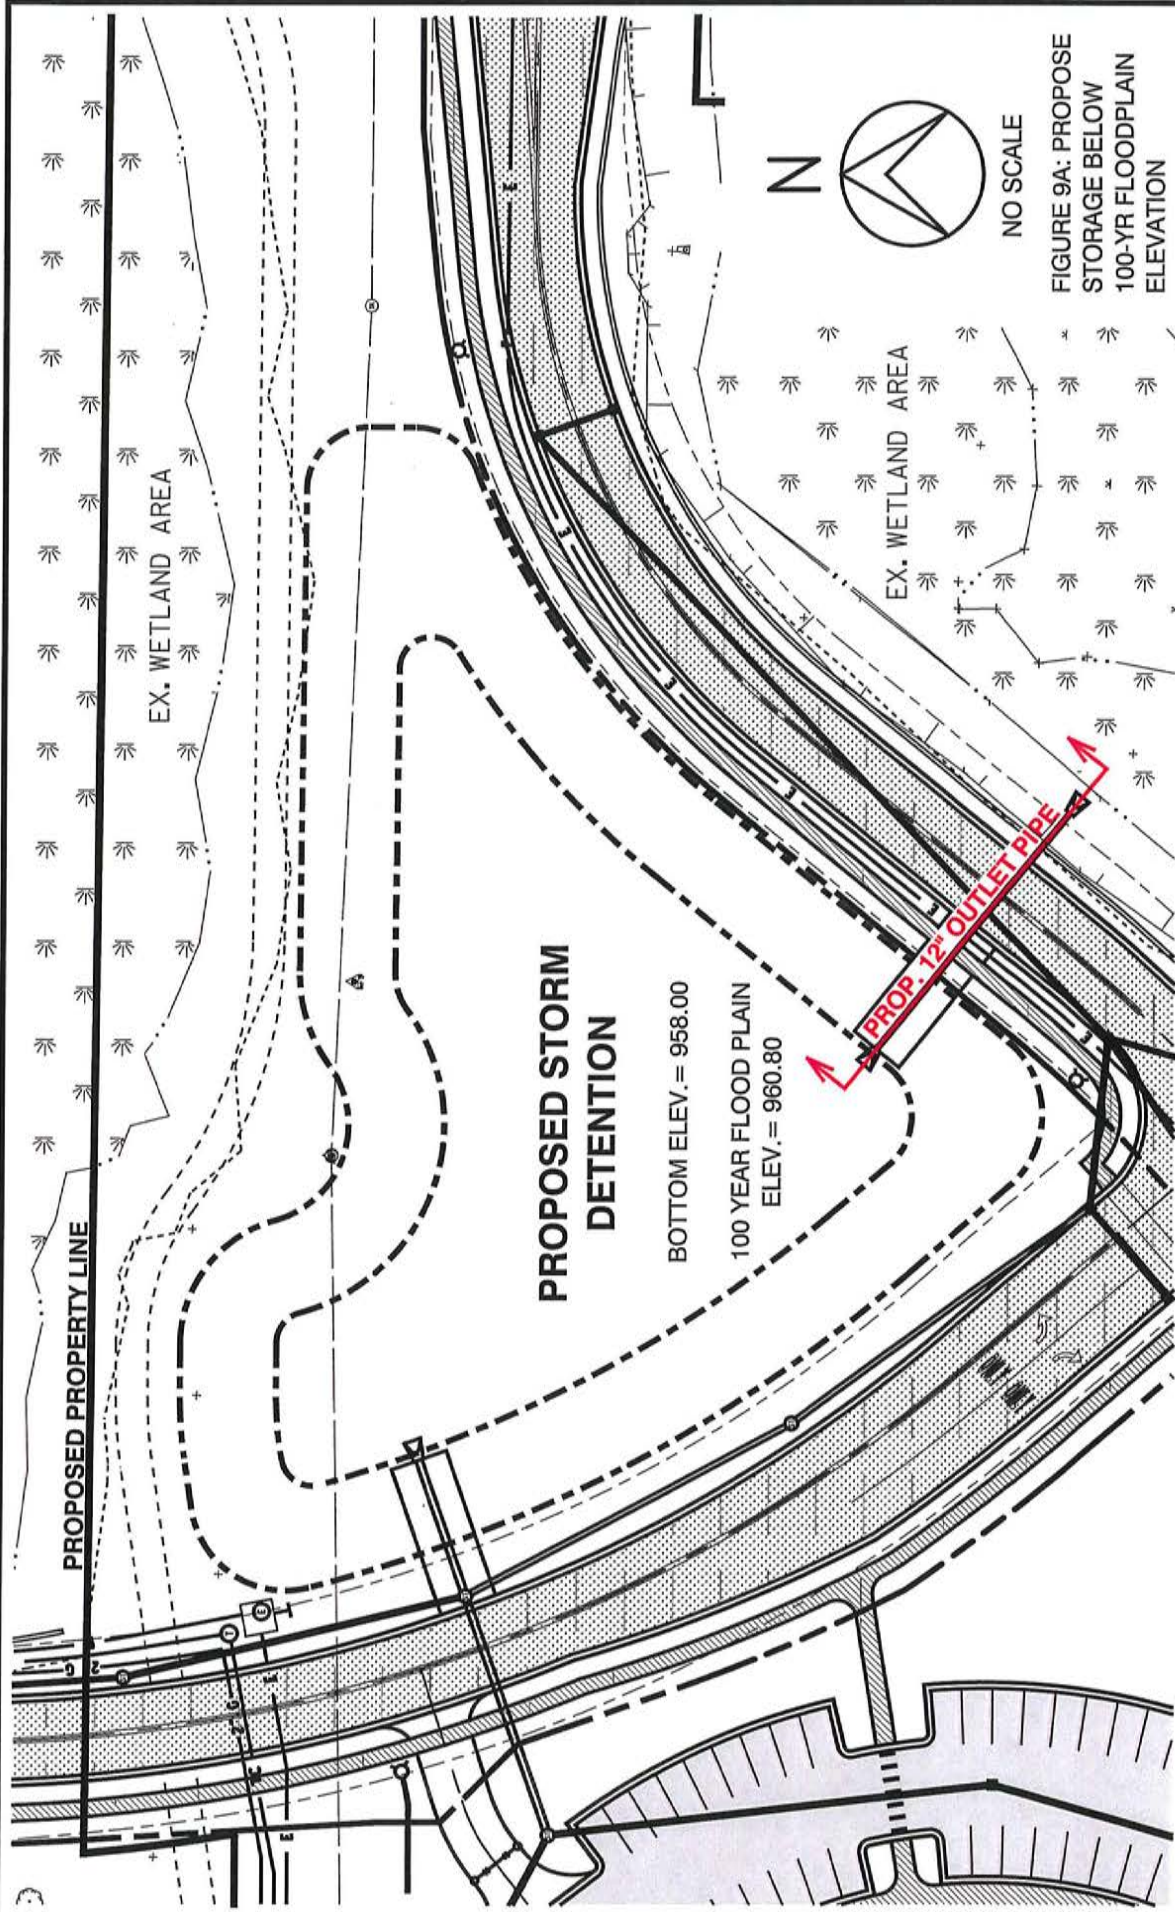 PROPOSED PROPERTY LINE
EX. WETLAND AREA
PROPOSED STORM
DETENTION
BOTTOM ELEV. = 958.00
100 YEAR FLOOD PLAIN
ELEV. = 960.80
PROP. 12" OUTLET PIPE
EX. WETLAND AREA
N
NO SCALE
FIGURE 9A: PROPOSE
STORAGE BELOW
100-YR FLOODPLAIN
ELEVATION
E
E
E
E
E
E
E
E
E
E
ONLY ONLY